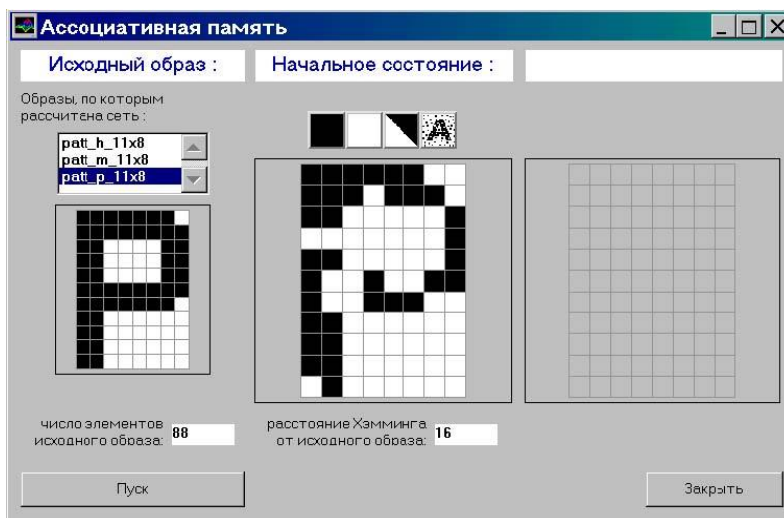 Ассоциативная память
Исходный образ :
Начальное состояние :
Образы, по которым
рассчитана сеть :
patt_h_11x8
patt_m_11x8
patt_p_11x8
A
число элементов
исходного образа: 88
расстояние Хэмминга
от исходного образа: 16
Пуск
Закрыть